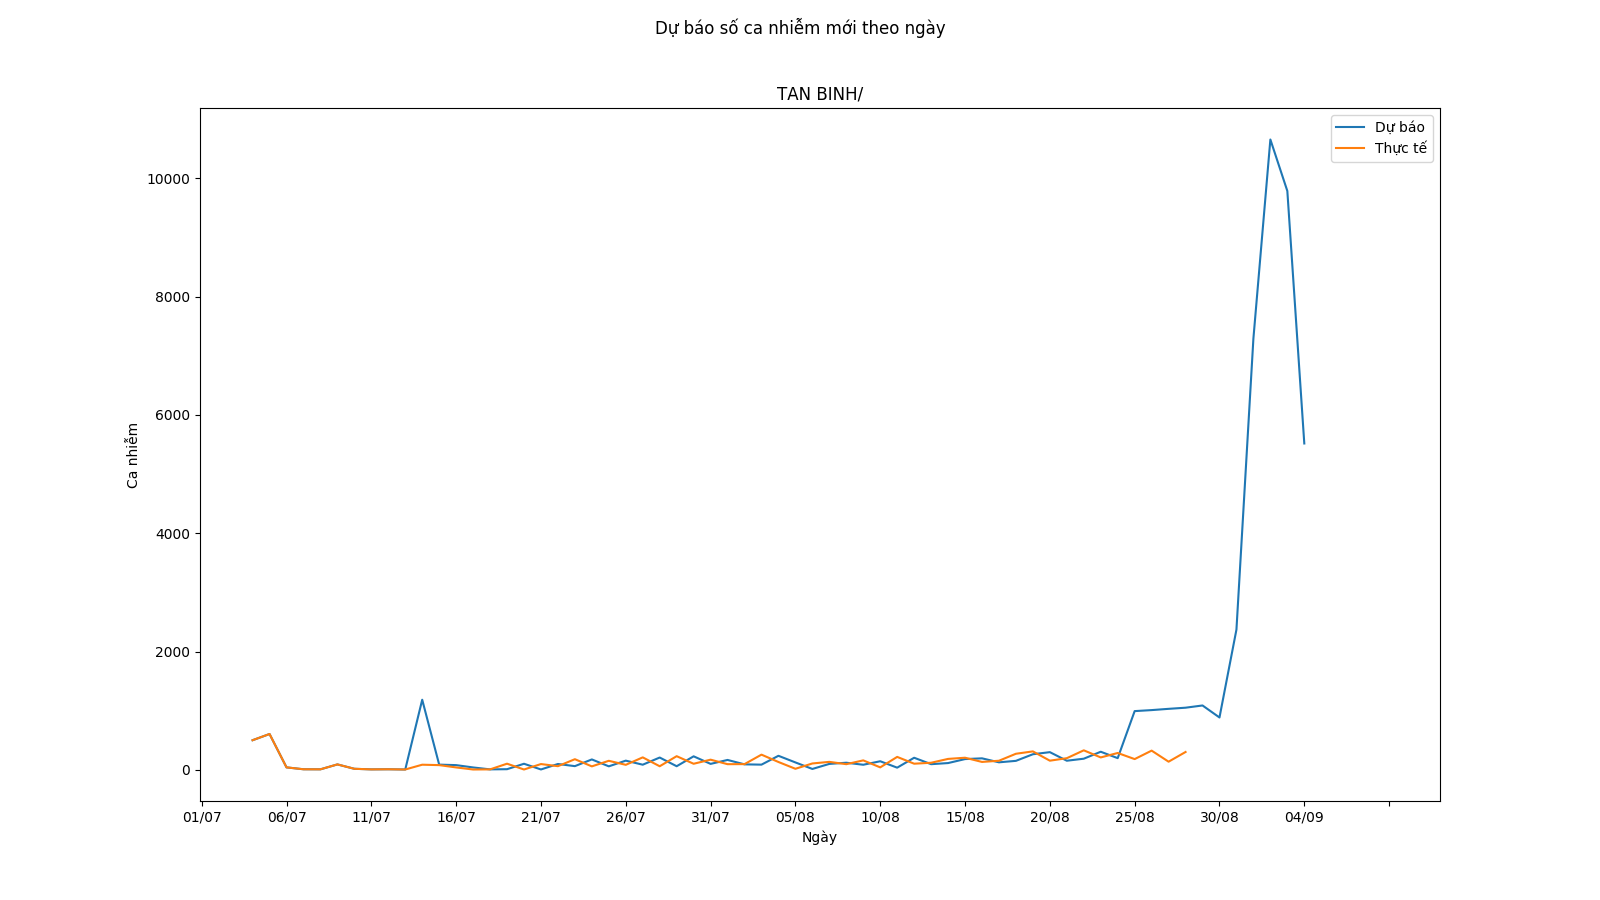 Dự báo số ca nhiễm mới theo ngày
TAN BINH/
Dự báo
Thực tế
10000
8000
6000
4000
2000
0
Ca nhiễm
01/07 06/07 11/07 16/07 21/07 26/07 31/07 05/08 10/08 15/08 20/08 25/08 30/08 04/09
Ngày